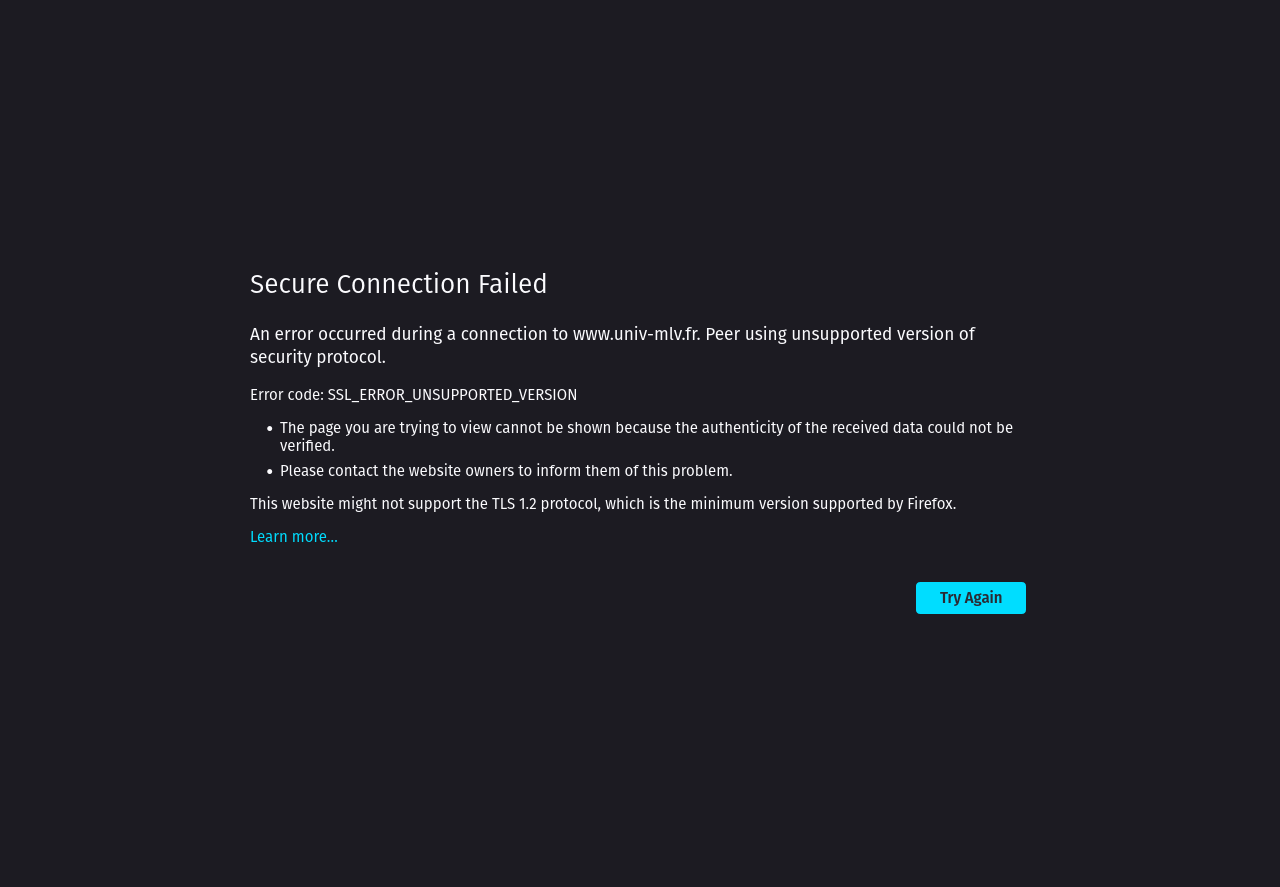 Secure Connection Failed
An error occurred during a connection to www.univ-mlv.fr. Peer using unsupported version of
security protocol.
Error code: SSL_ERROR_UNSUPPORTED_VERSION
• The page you are trying to view cannot be shown because the authenticity of the received data could not be
verified.
• Please contact the website owners to inform them of this problem.
This website might not support the TLS 1.2 protocol, which is the minimum version supported by Firefox.
Learn more…
Try Again